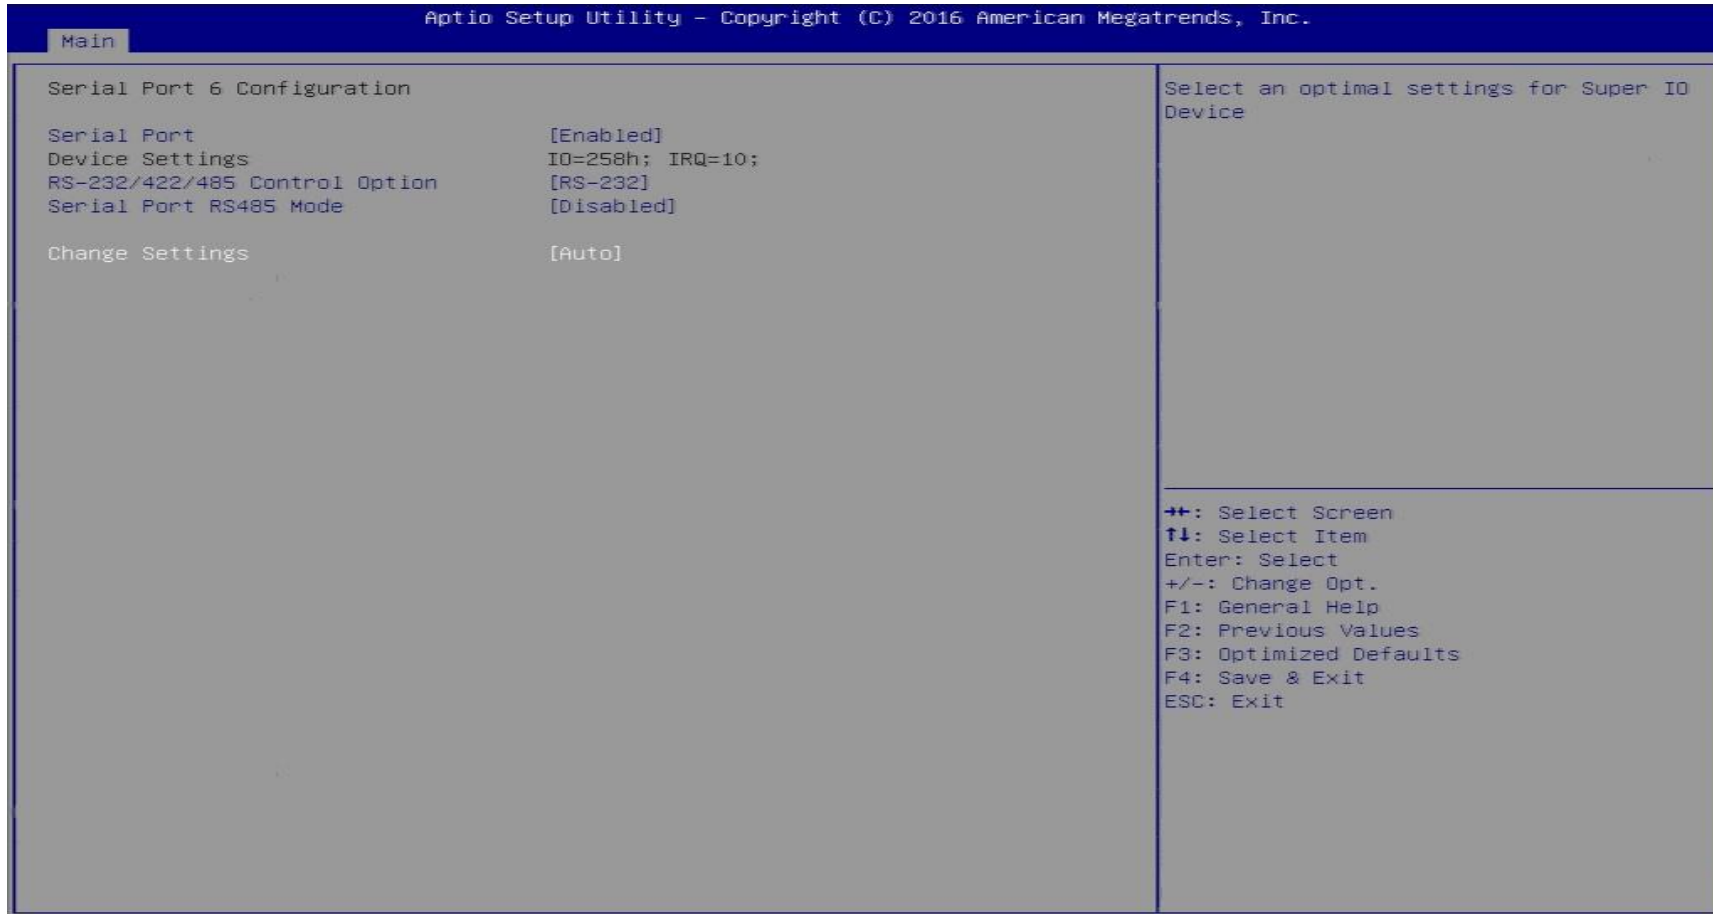 Aptio Setup Utility – Copyright (C) 2016 American Megatrends, Inc.
Main
Serial Port 6 Configuration
Serial Port [Enabled]
Device Settings IO=258h; IRQ=10;
RS-232/422/485 Control Option [RS-232]
Serial Port RS485 Mode [Disabled]
Change Settings [Auto]
Select an optimal settings for Super IO
Device
→←: Select Screen
↑↓: Select Item
Enter: Select
+/-: Change Opt.
F1: General Help
F2: Previous Values
F3: Optimized Defaults
F4: Save & Exit
ESC: Exit